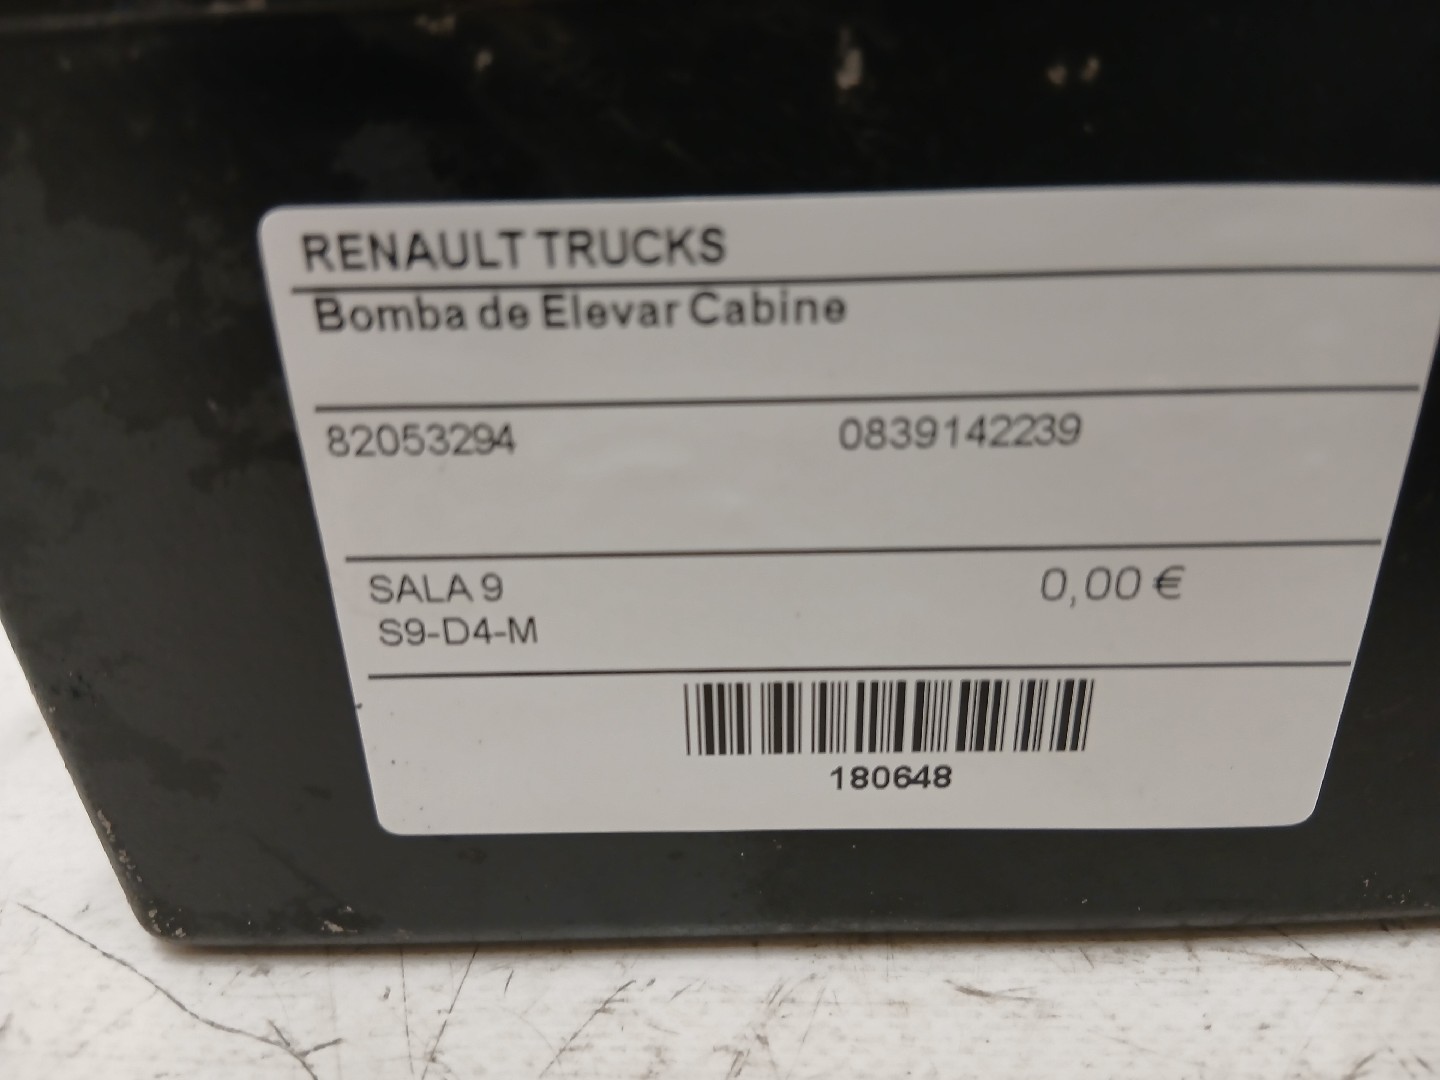 RENAULT TRUCKS
Bomba de Elevar Cabine
82053294 0839142239
SALA 9 0,00 €
S9-D4-M
180648